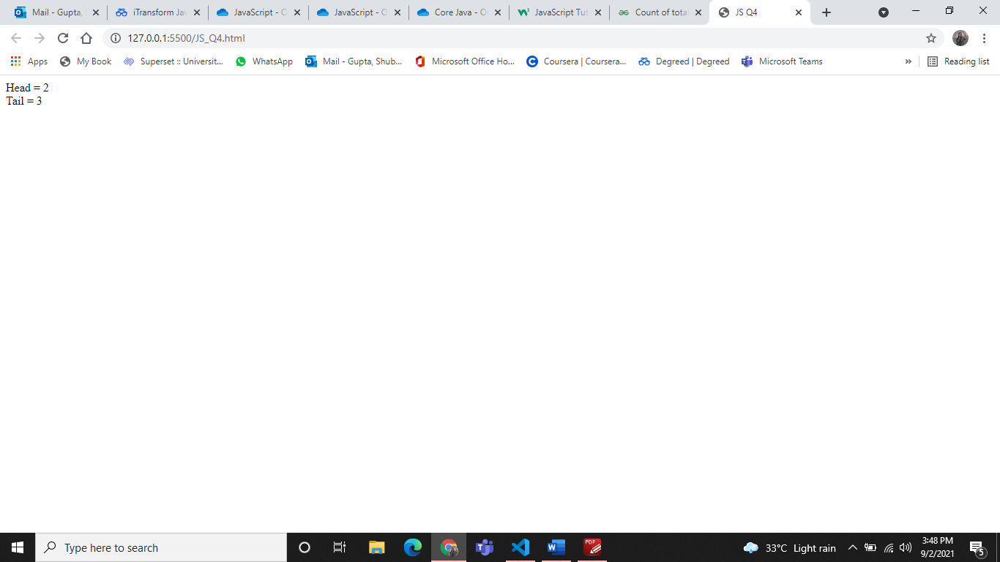 Mail - Gupta,
iTransform Jav
JavaScript - O
JavaScript - O
Core Java - O
JavaScript Tut
Count of total
JS Q4
127.0.0.1:5500/JS_Q4.html
Apps
My Book
Superset :: Universit...
WhatsApp
Mail - Gupta, Shub...
Microsoft Office Ho...
Coursera | Coursera...
Degreed | Degreed
Microsoft Teams
»
Reading list
Head = 2
Tail = 3
Type here to search
33°C Light rain
3:48 PM
9/2/2021
5